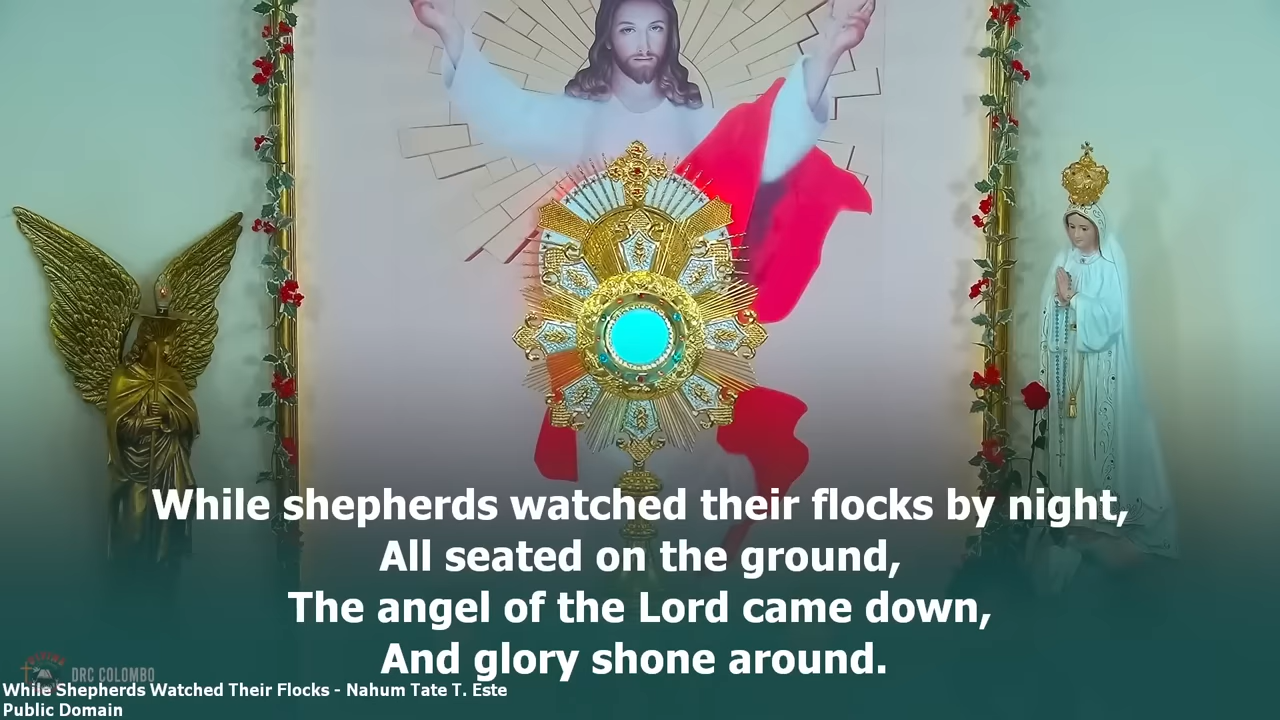 While shepherds watched their flocks by night,
All seated on the ground,
The angel of the Lord came down,
And glory shone around.
DRC COLOMBO
While Shepherds Watched Their Flocks - Nahum Tate T. Este
Public Domain